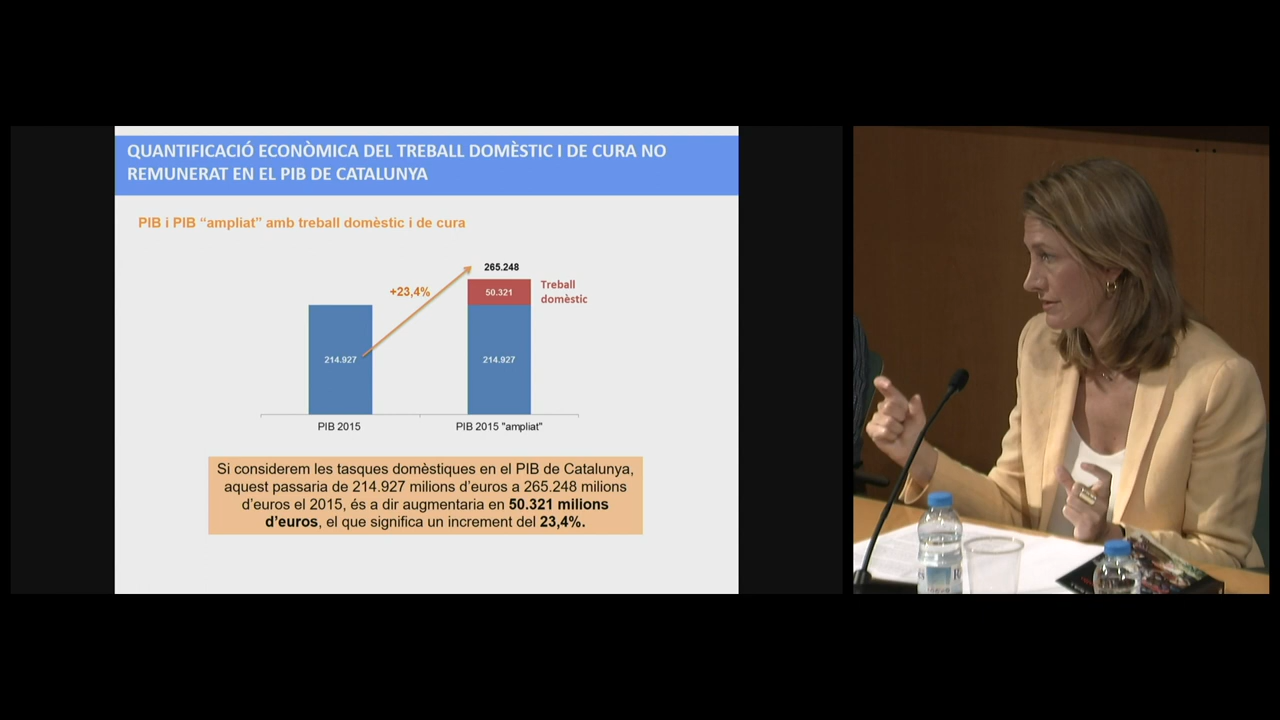 QUANTIFICACIÓ ECONÒMICA DEL TREBALL DOMÈSTIC I DE CURA NO
REMUNERAT EN EL PIB DE CATALUNYA
PIB i PIB “ampliat” amb treball domèstic i de cura
265.248
+23,4%
50.321
Treball
domèstic
214.927
214.927
PIB 2015
PIB 2015 "ampliat"
Si considerem les tasques domèstiques en el PIB de Catalunya,
aquest passaria de 214.927 milions d’euros a 265.248 milions
d’euros el 2015, és a dir augmentaria en 50.321 milions
d’euros, el que significa un increment del 23,4%.